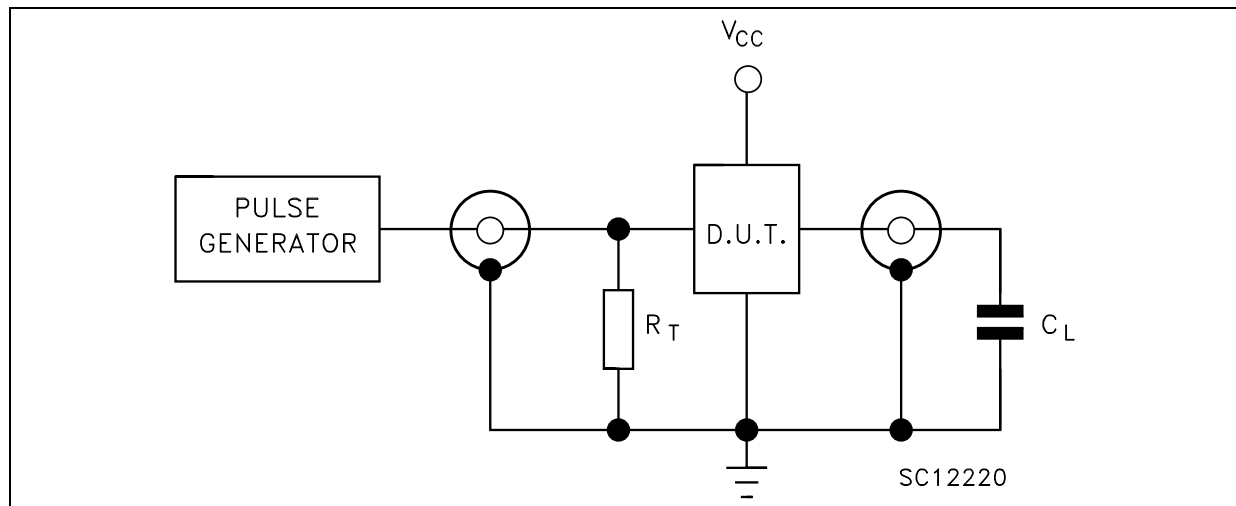 VCC
PULSE
GENERATOR
D.U.T.
RT
CL
SC12220